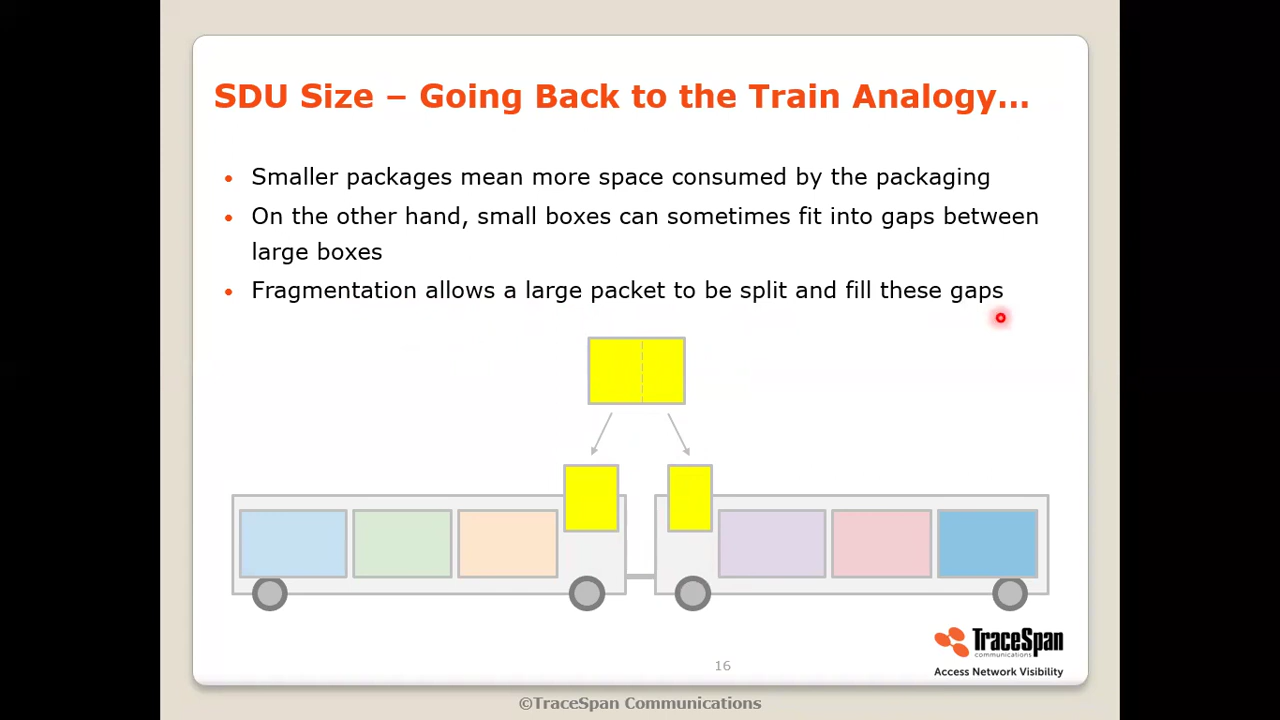 SDU Size – Going Back to the Train Analogy…
• Smaller packages mean more space consumed by the packaging
• On the other hand, small boxes can sometimes fit into gaps between
large boxes
• Fragmentation allows a large packet to be split and fill these gaps
TraceSpan
communications
Access Network Visibility
16
©TraceSpan Communications